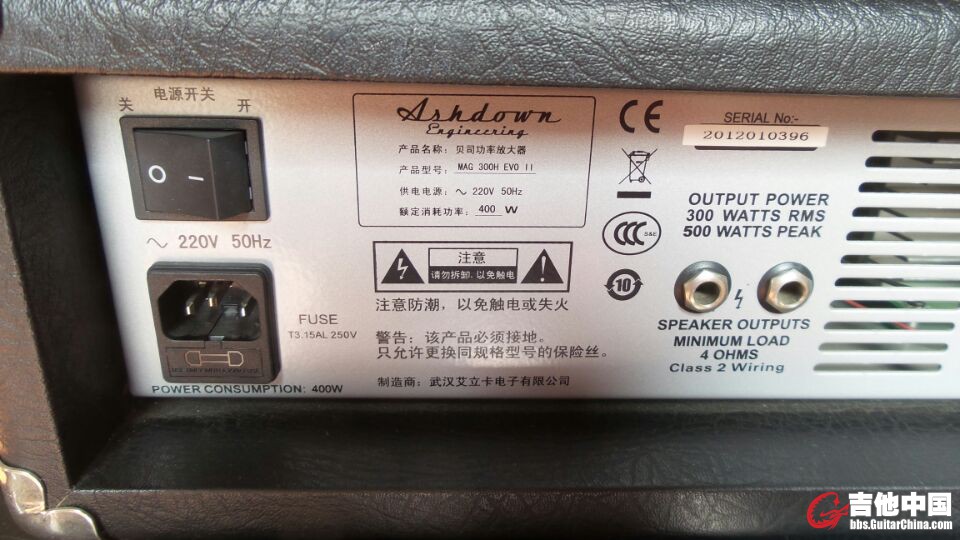 电源开关
关 开
O —
～ 220V 50Hz
FUSE
T3.15AL 250V
POWER CONSUMPTION: 400W
Ashdown
Engineering
产品名称: 贝司功率放大器
产品型号: MAG 300H EVO II
供电电源: ～ 220V 50Hz
额定消耗功率: 400 W
注意
请勿拆卸, 以免触电
注意防潮，以免触电或失火
警告: 该产品必须接地。
只允许更换同规格型号的保险丝。
制造商: 武汉艾立卡电子有限公司
CE
CCC S&E
10
SERIAL No:-
2012010396
OUTPUT POWER
300 WATTS RMS
500 WATTS PEAK
SPEAKER OUTPUTS
MINIMUM LOAD
4 OHMS
Class 2 Wiring
吉他中国
bbs.GuitarChina.com